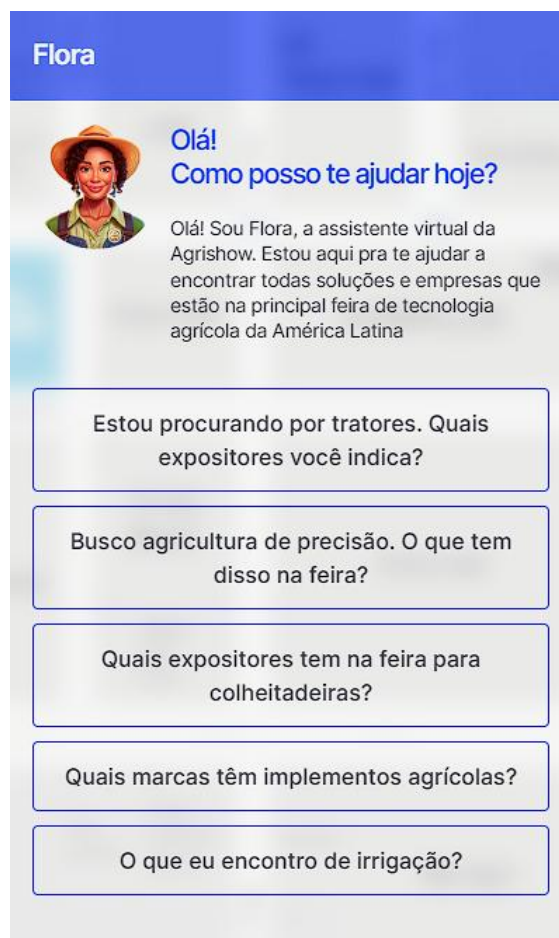 Flora
Olá!
Como posso te ajudar hoje?
Olá! Sou Flora, a assistente virtual da
Agrishow. Estou aqui pra te ajudar a
encontrar todas soluções e empresas que
estão na principal feira de tecnologia
agrícola da América Latina
Estou procurando por tratores. Quais
expositores você indica?
Busco agricultura de precisão. O que tem
disso na feira?
Quais expositores tem na feira para
colheitadeiras?
Quais marcas têm implementos agrícolas?
O que eu encontro de irrigação?